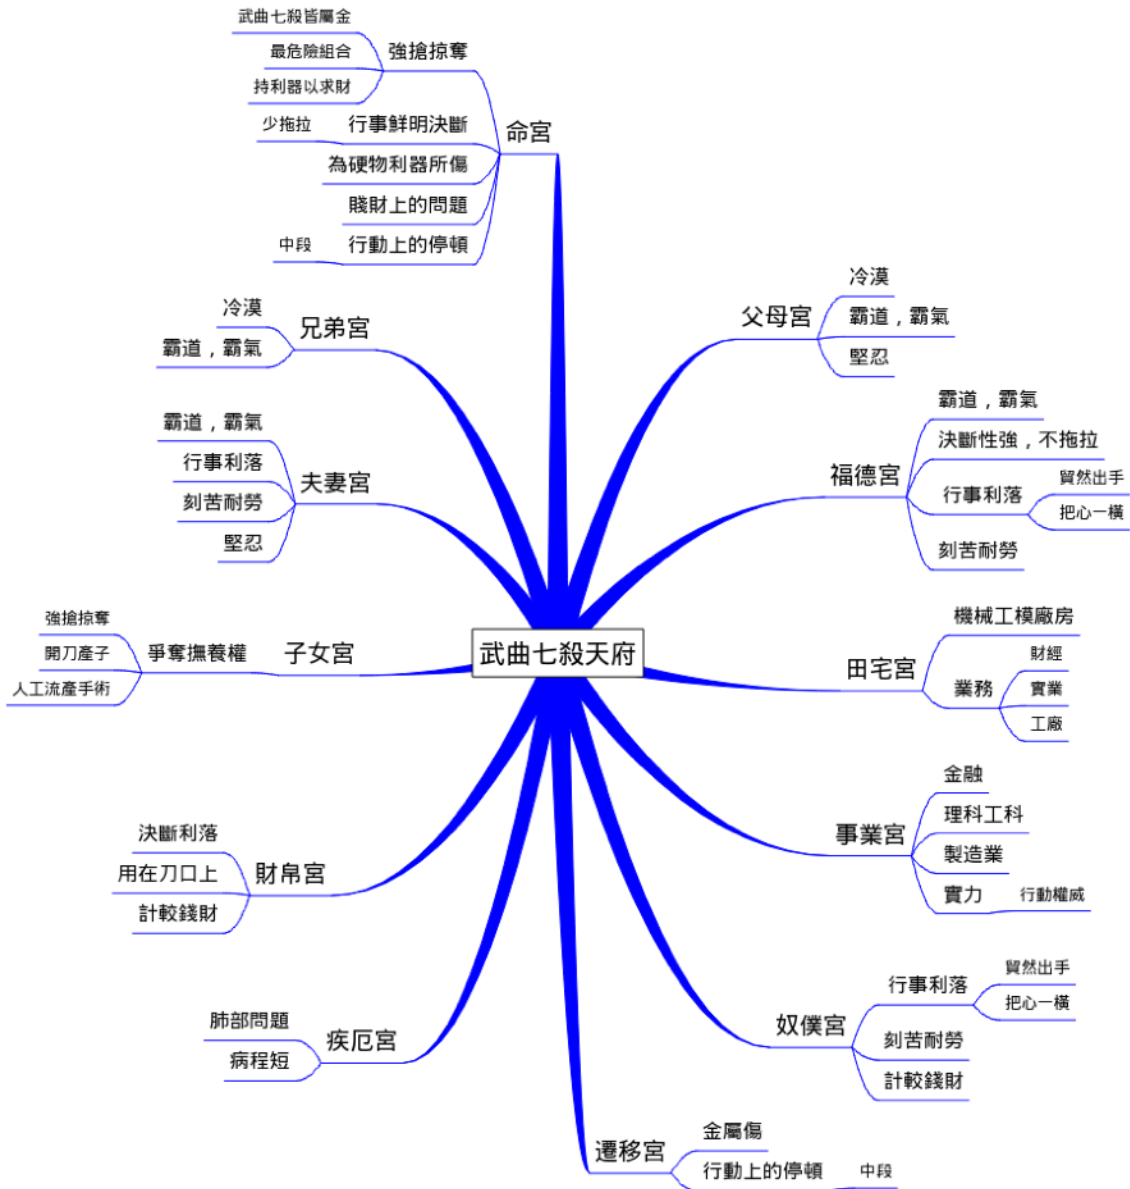 武曲七殺天府
命宮
強搶掠奪
武曲七殺皆屬金
最危險組合
持利器以求財
行事鮮明決斷
少拖拉
為硬物利器所傷
賤財上的問題
行動上的停頓
中段
兄弟宮
冷漠
霸道，霸氣
夫妻宮
霸道，霸氣
行事利落
刻苦耐勞
堅忍
子女宮
爭奪撫養權
強搶掠奪
開刀產子
人工流產手術
財帛宮
決斷利落
用在刀口上
計較錢財
疾厄宮
肺部問題
病程短
遷移宮
金屬傷
行動上的停頓
中段
奴僕宮
行事利落
貿然出手
把心一橫
刻苦耐勞
計較錢財
事業宮
金融
理科工科
製造業
實力
行動權威
田宅宮
機械工模廠房
業務
財經
實業
工廠
福德宮
霸道，霸氣
決斷性強，不拖拉
行事利落
貿然出手
把心一橫
刻苦耐勞
父母宮
冷漠
霸道，霸氣
堅忍